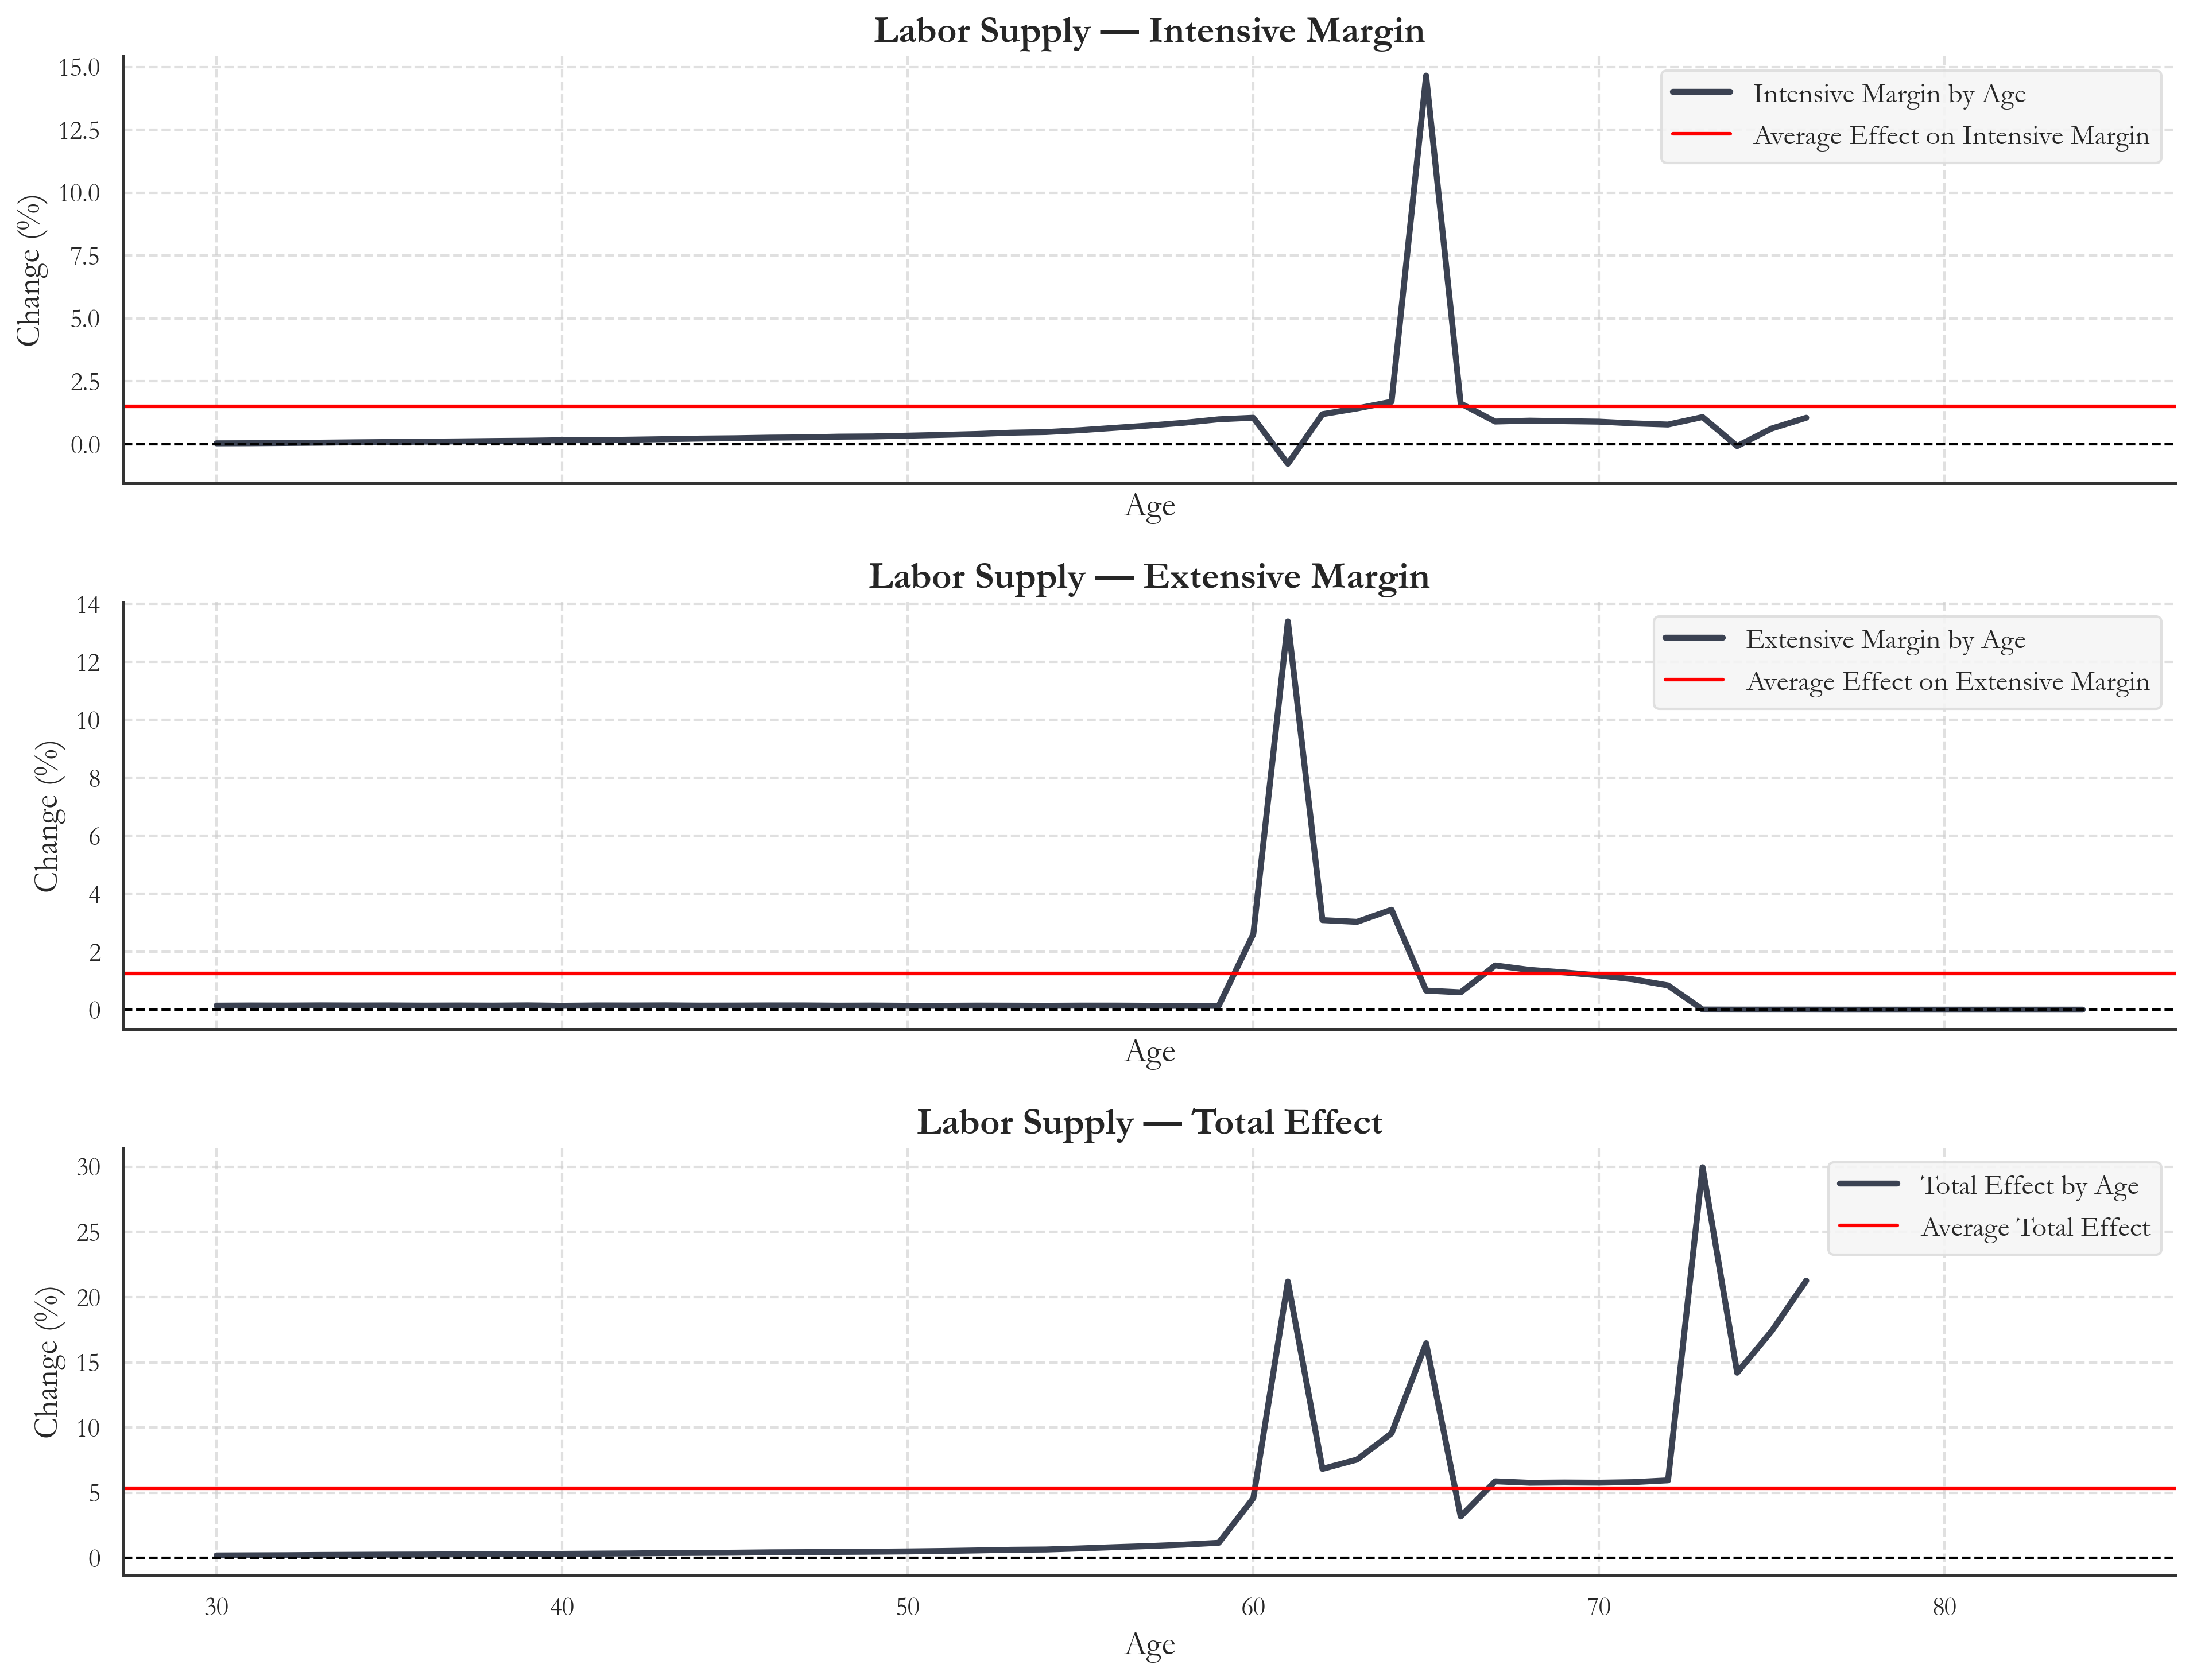 Labor Supply — Intensive Margin
Change (%)
15.0
12.5
10.0
7.5
5.0
2.5
0.0
Intensive Margin by Age
Average Effect on Intensive Margin
Age
Labor Supply — Extensive Margin
Change (%)
14
12
10
8
6
4
2
0
Extensive Margin by Age
Average Effect on Extensive Margin
Age
Labor Supply — Total Effect
Change (%)
30
25
20
15
10
5
0
Total Effect by Age
Average Total Effect
30 40 50 60 70 80
Age